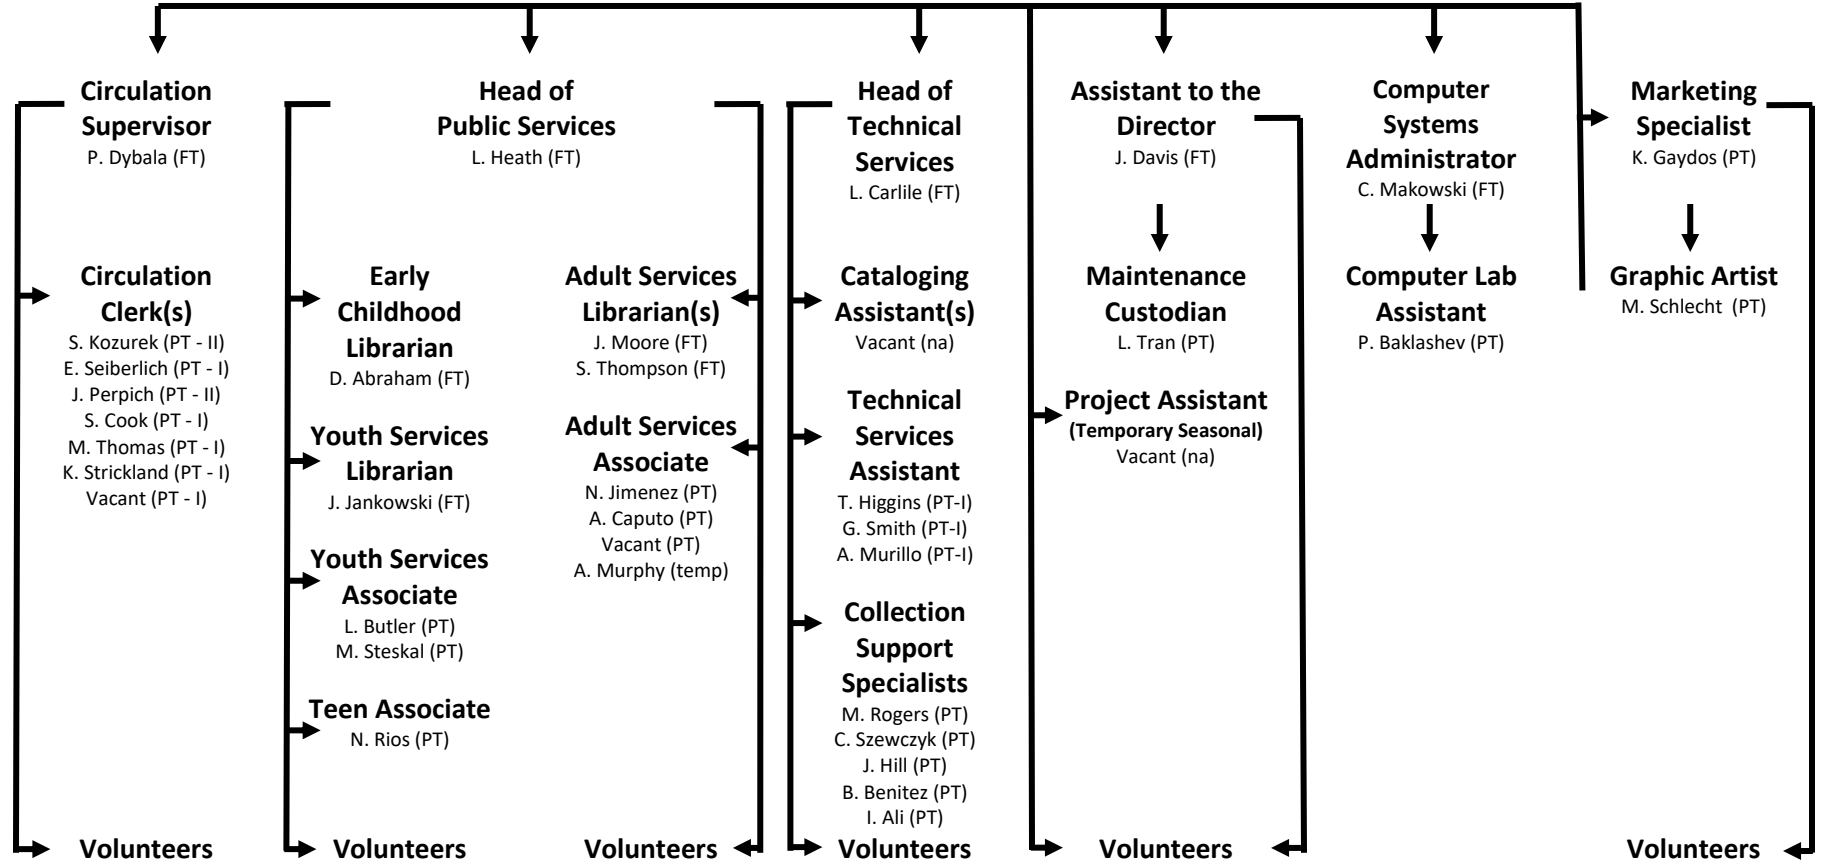 Circulation
Supervisor
P. Dybala (FT)
Head of
Public Services
L. Heath (FT)
Head of
Technical
Services
L. Carlile (FT)
Assistant to the
Director
J. Davis (FT)
Computer
Systems
Administrator
C. Makowski (FT)
Marketing
Specialist
K. Gaydos (PT)
Circulation
Clerk(s)
S. Kozurek (PT - II)
E. Seiberlich (PT - I)
J. Perpich (PT - II)
S. Cook (PT - I)
M. Thomas (PT - I)
K. Strickland (PT - I)
Vacant (PT - I)
Early
Childhood
Librarian
D. Abraham (FT)
Youth Services
Librarian
J. Jankowski (FT)
Youth Services
Associate
L. Butler (PT)
M. Steskal (PT)
Teen Associate
N. Rios (PT)
Adult Services
Librarian(s)
J. Moore (FT)
S. Thompson (FT)
Adult Services
Associate
N. Jimenez (PT)
A. Caputo (PT)
Vacant (PT)
A. Murphy (temp)
Cataloging
Assistant(s)
Vacant (na)
Technical
Services
Assistant
T. Higgins (PT-I)
G. Smith (PT-I)
A. Murillo (PT-I)
Collection
Support
Specialists
M. Rogers (PT)
C. Szewczyk (PT)
J. Hill (PT)
B. Benitez (PT)
I. Ali (PT)
Maintenance
Custodian
L. Tran (PT)
Project Assistant
(Temporary Seasonal)
Vacant (na)
Computer Lab
Assistant
P. Baklashev (PT)
Graphic Artist
M. Schlecht (PT)
Volunteers
Volunteers
Volunteers
Volunteers
Volunteers
Volunteers